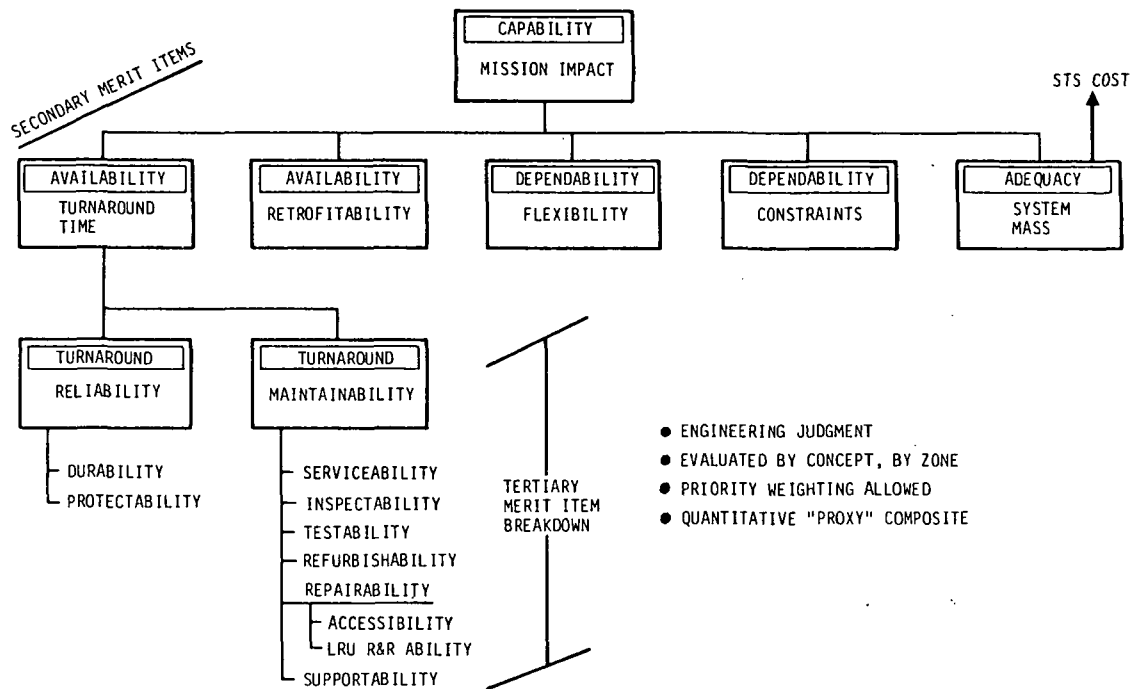 CAPABILITY
MISSION IMPACT
SECONDARY MERIT ITEMS
STS COST
AVAILABILITY
TURNAROUND
TIME
AVAILABILITY
RETROFITABILITY
DEPENDABILITY
FLEXIBILITY
DEPENDABILITY
CONSTRAINTS
ADEQUACY
SYSTEM
MASS
TURNAROUND
RELIABILITY
DURABILITY
PROTECTABILITY
TURNAROUND
MAINTAINABILITY
SERVICEABILITY
INSPECTABILITY
TESTABILITY
REFURBISHABILITY
REPAIRABILITY
ACCESSIBILITY
LRU R&R ABILITY
SUPPORTABILITY
TERTIARY
MERIT ITEM
BREAKDOWN
● ENGINEERING JUDGMENT
● EVALUATED BY CONCEPT, BY ZONE
● PRIORITY WEIGHTING ALLOWED
● QUANTITATIVE "PROXY" COMPOSITE